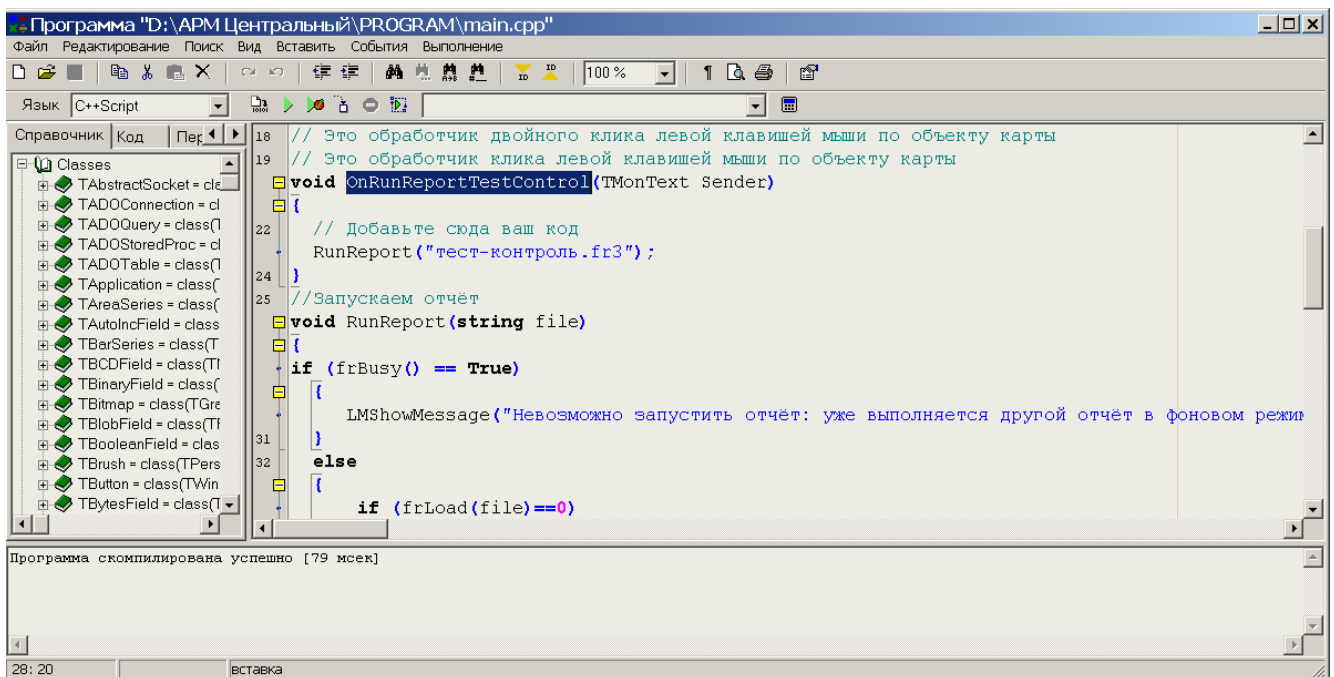 Программа "D:\АРМ Центральный\PROGRAM\main.cpp"
Файл Редактирование Поиск Вид Вставить События Выполнение
100 %
Язык C++Script
Справочник Код Пер
Classes
TAbstractSocket = cla
TADOConnection = cl
TADOQuery = class(T
TADOStoredProc = cl
TADOTable = class(T
TApplication = class(T
TAreaSeries = class(
TAutoIncField = class
TBarSeries = class(T
TBCDField = class(TN
TBinaryField = class(
TBitmap = class(TGra
TBlobField = class(TF
TBooleanField = clas
TBrush = class(TPers
TButton = class(TWin
TBytesField = class(T
18 // Это обработчик двойного клика левой клавишей мыши по объекту карты
19 // Это обработчик клика левой клавишей мыши по объекту карты
void OnRunReportTestControl(TMonText Sender)
{
22 // Добавьте сюда ваш код
RunReport("тест-контроль.fr3");
24 }
25 //Запускаем отчёт
void RunReport(string file)
{
if (frBusy() == True)
{
LMShowMessage("Невозможно запустить отчёт: уже выполняется другой отчёт в фоновом режим
31 }
32 else
{
if (frLoad(file)==0)
Программа скомпилирована успешно [79 мсек]
28: 20 вставка